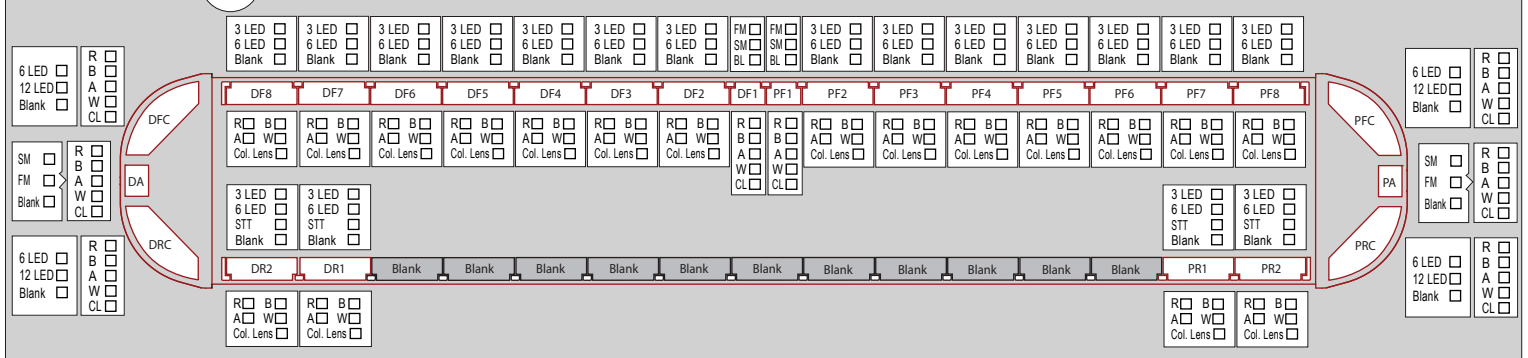 3 LED 3 LED 3 LED 3 LED 3 LED 3 LED 3 LED FM FM 3 LED 3 LED 3 LED 3 LED 3 LED 3 LED 3 LED
6 LED 6 LED 6 LED 6 LED 6 LED 6 LED 6 LED SM SM 6 LED 6 LED 6 LED 6 LED 6 LED 6 LED 6 LED
Blank Blank Blank Blank Blank Blank Blank BL BL Blank Blank Blank Blank Blank Blank Blank
6 LED
12 LED
Blank
R
B
A
W
CL
DFC
DF8 DF7 DF6 DF5 DF4 DF3 DF2 DF1 PF1 PF2 PF3 PF4 PF5 PF6 PF7 PF8
PFC
6 LED
12 LED
Blank
R
B
A
W
CL
R B R B R B R B R B R B R B R R R B R B R B R B R B R B R B
A W A W A W A W A W A W A W B B A W A W A W A W A W A W A W
Col. Lens Col. Lens Col. Lens Col. Lens Col. Lens Col. Lens Col. Lens A A Col. Lens Col. Lens Col. Lens Col. Lens Col. Lens Col. Lens Col. Lens
W W
CL CL
SM
FM
Blank
R
B
A
W
CL
DA
PA
SM
FM
Blank
R
B
A
W
CL
3 LED 3 LED 3 LED 3 LED
6 LED 6 LED 6 LED 6 LED
STT STT STT STT
Blank Blank Blank Blank
6 LED
12 LED
Blank
R
B
A
W
CL
DRC
DR2 DR1 Blank Blank Blank Blank Blank Blank Blank Blank Blank Blank Blank PR1 PR2
PRC
6 LED
12 LED
Blank
R
B
A
W
CL
R B R B R B R B
A W A W A W A W
Col. Lens Col. Lens Col. Lens Col. Lens